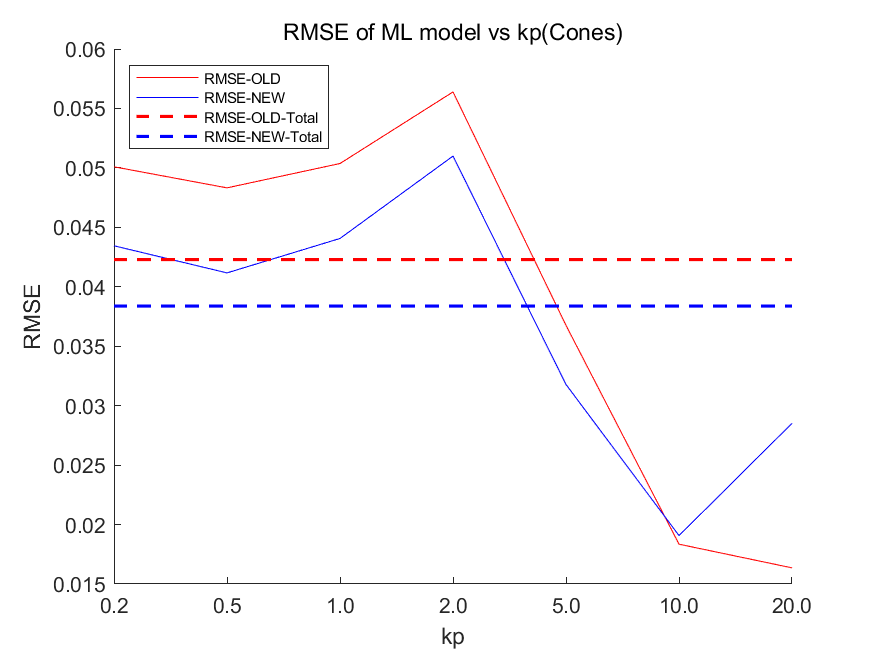 RMSE of ML model vs kp(Cones)
0.06
0.055
0.05
0.045
0.04
0.035
0.03
0.025
0.02
0.015
RMSE
RMSE-OLD
RMSE-NEW
RMSE-OLD-Total
RMSE-NEW-Total
0.2 0.5 1.0 2.0 5.0 10.0 20.0
kp